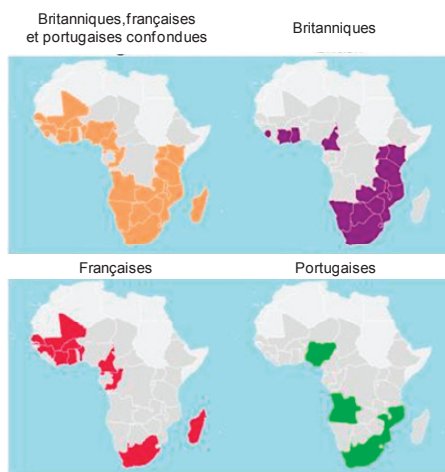 Britanniques, françaises
et portugaises confondues
Britanniques
Françaises
Portugaises